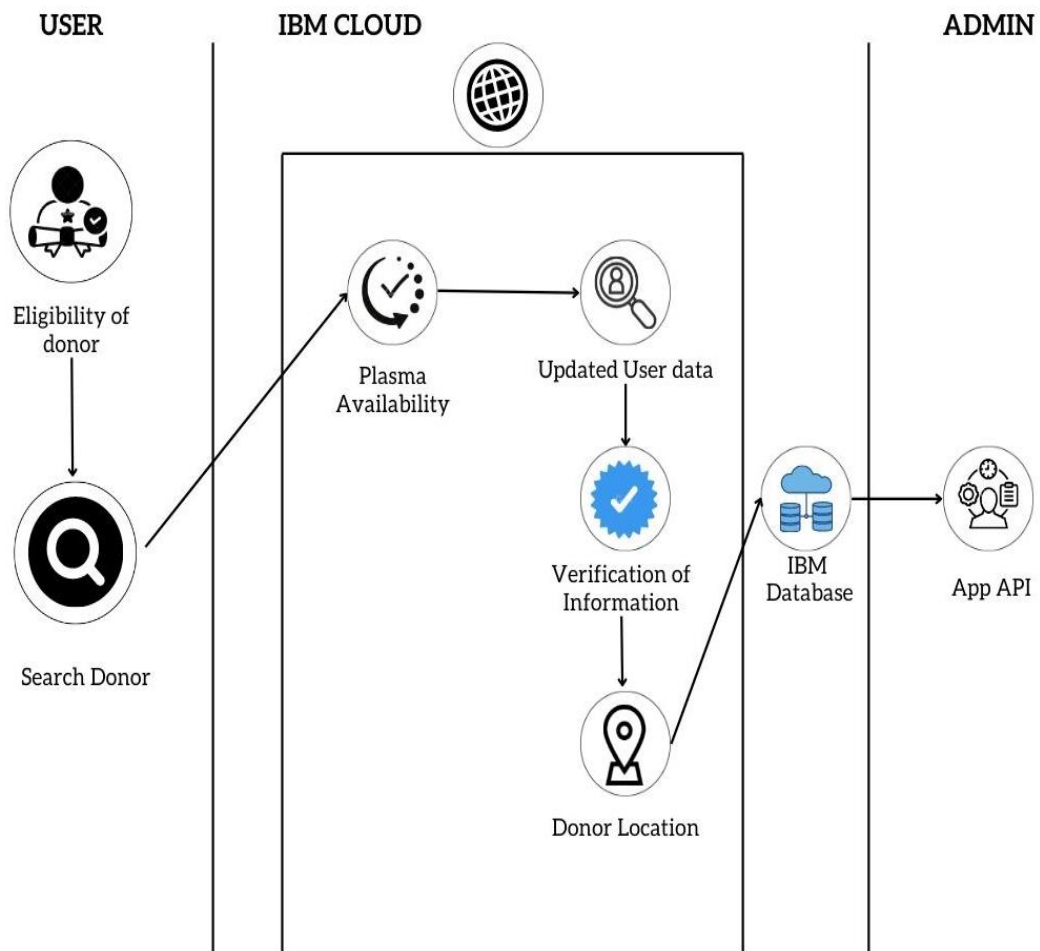 USER
IBM CLOUD
ADMIN
Eligibility of
donor
Plasma
Availability
Updated User data
Verification of
Information
IBM
Database
App API
Search Donor
Donor Location